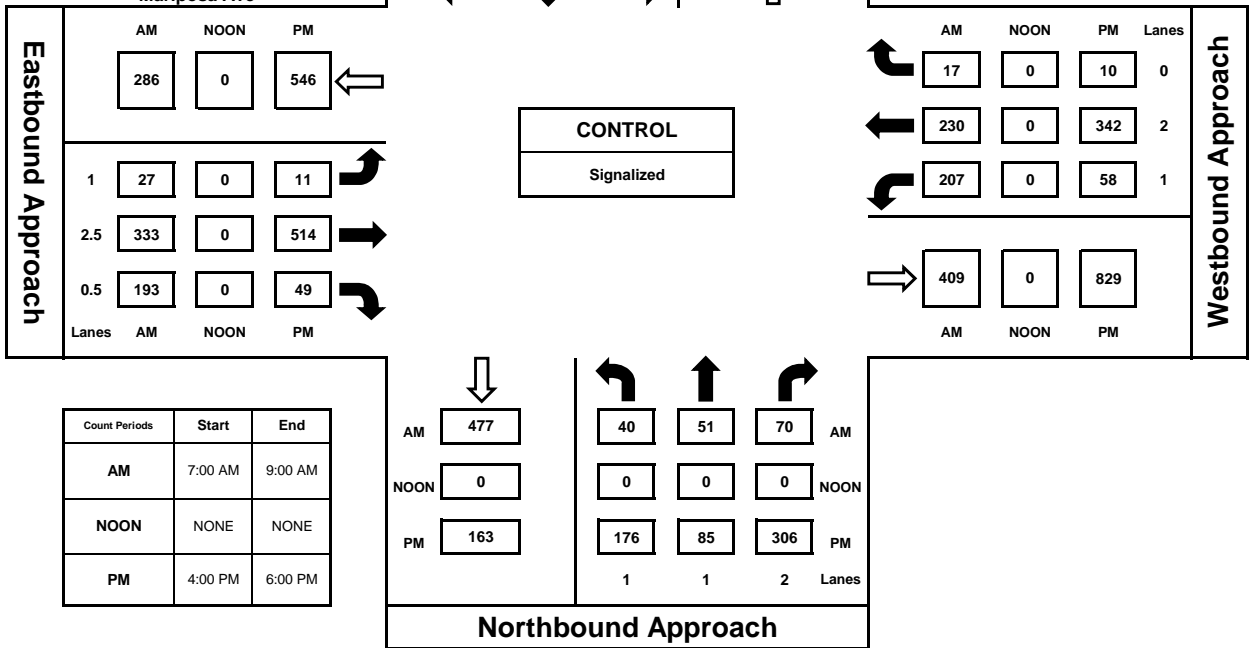 Mariposa Ave
Eastbound Approach
AM NOON PM
286 0 546
1 27 0 11
2.5 333 0 514
0.5 193 0 49
Lanes AM NOON PM
CONTROL
Signalized
AM NOON PM Lanes
17 0 10 0
230 0 342 2
207 0 58 1
409 0 829
AM NOON PM
Westbound Approach
Count Periods Start End
AM 7:00 AM 9:00 AM
NOON NONE NONE
PM 4:00 PM 6:00 PM
AM 477 40 51 70 AM
NOON 0 0 0 0 NOON
PM 163 176 85 306 PM
1 1 2 Lanes
Northbound Approach